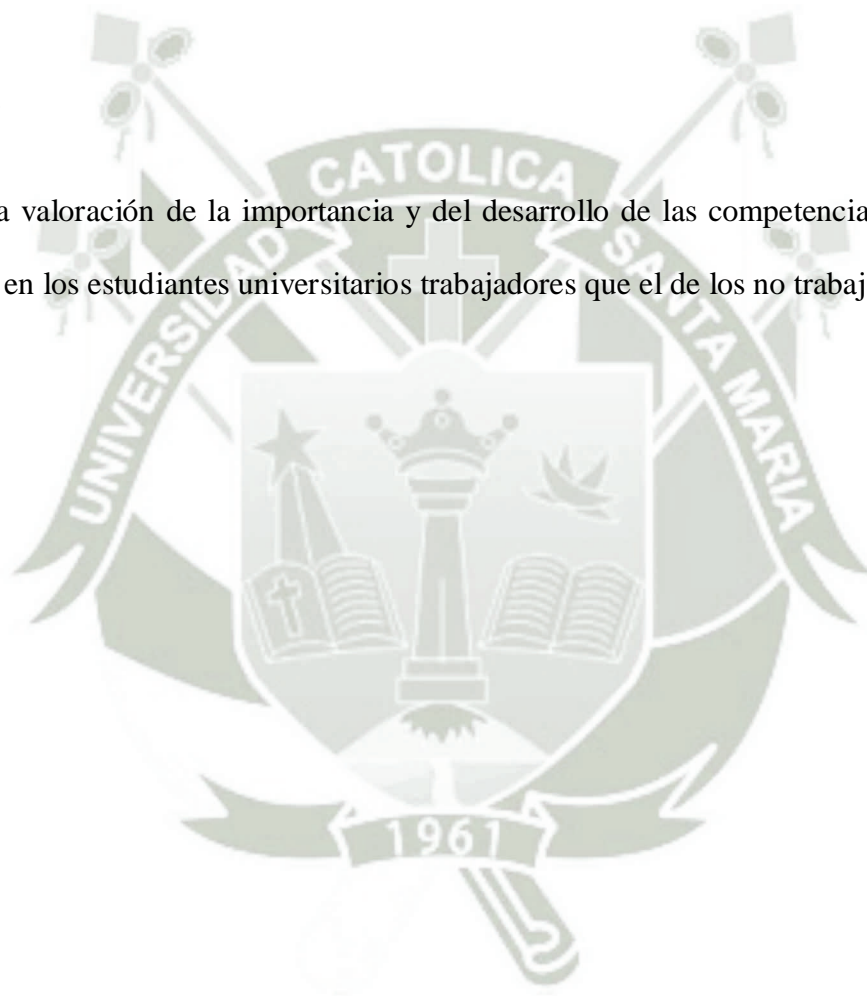 a valoración de la importancia y del desarrollo de las competencia
en los estudiantes universitarios trabajadores que el de los no trabaj
UNIVERSIDAD CATOLICA SANTA MARIA
1961